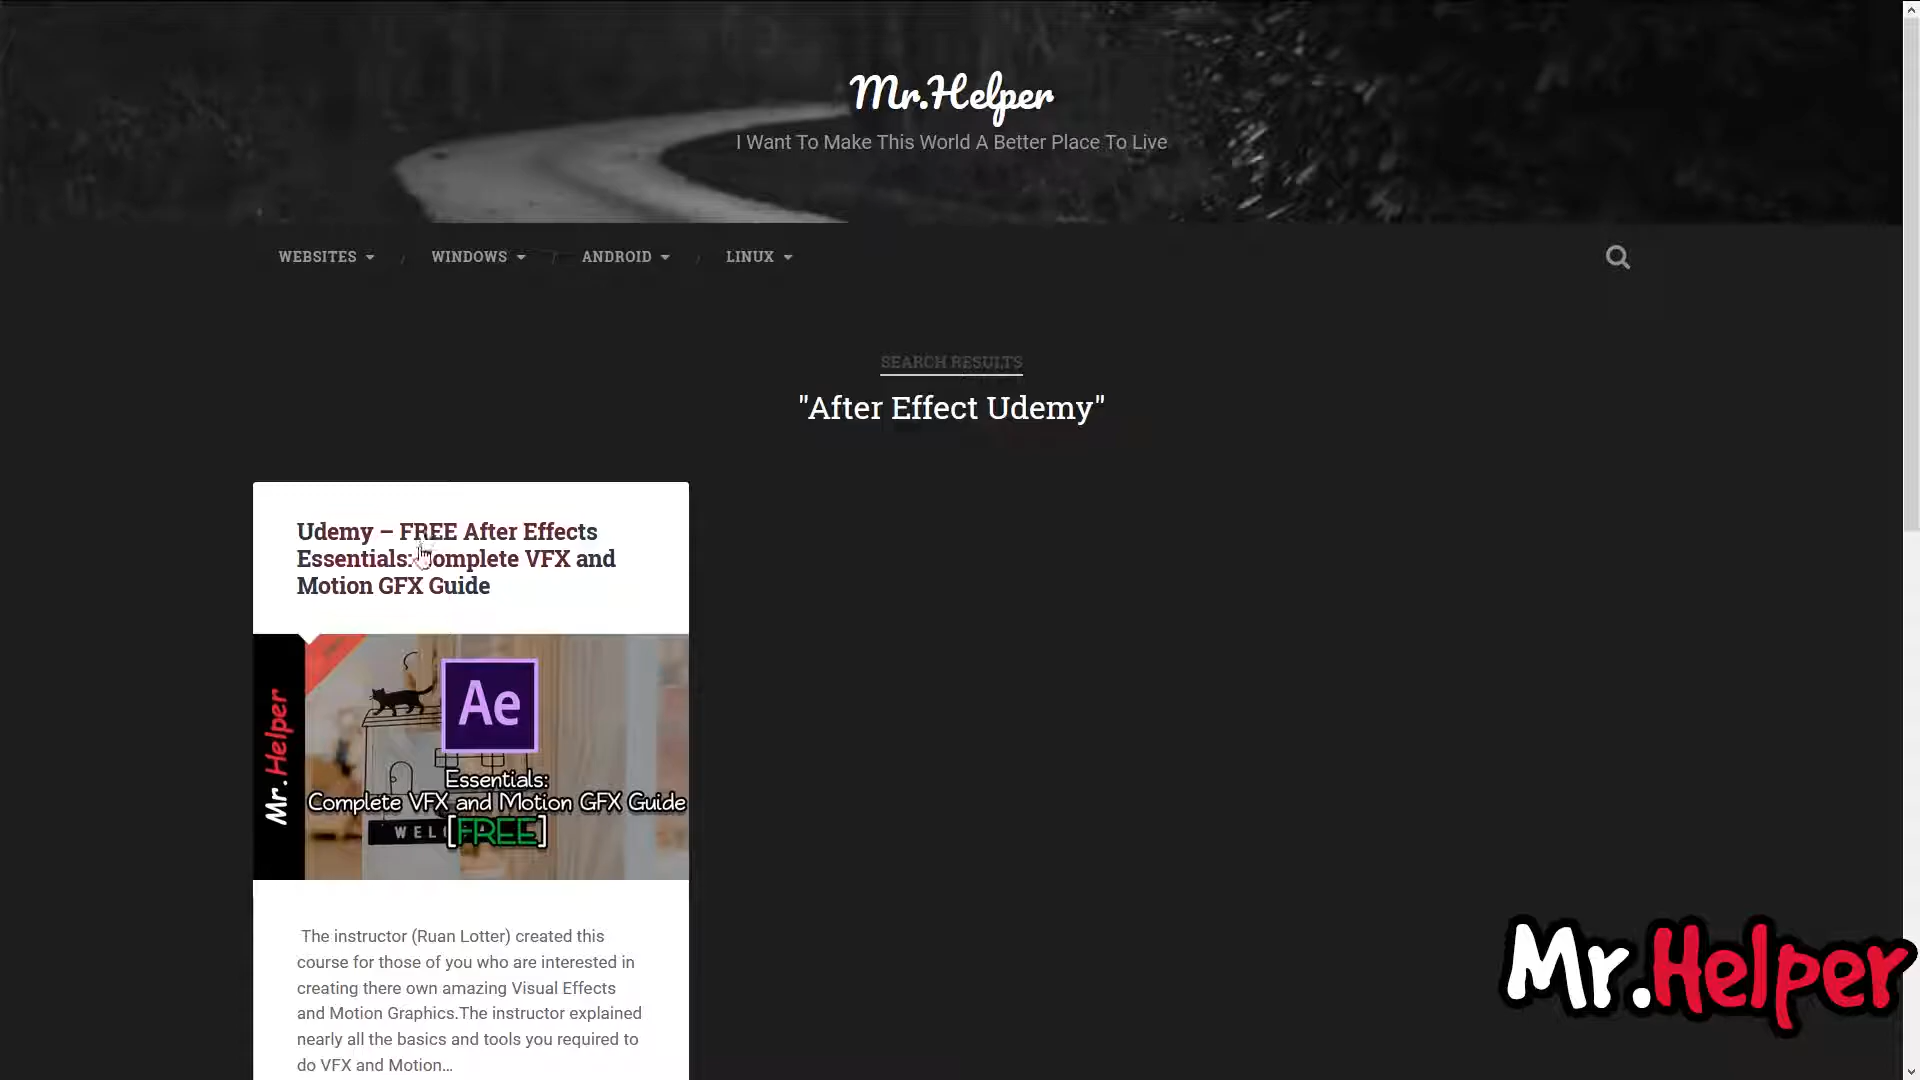 Mr.Helper
I Want To Make This World A Better Place To Live
WEBSITES / WINDOWS / ANDROID / LINUX
SEARCH RESULTS
"After Effect Udemy"
Udemy – FREE After Effects
Essentials: Complete VFX and
Motion GFX Guide
Mr.Helper
Ae
Essentials:
Complete VFX and Motion GFX Guide
[FREE]
The instructor (Ruan Lotter) created this
course for those of you who are interested in
creating there own amazing Visual Effects
and Motion Graphics.The instructor explained
nearly all the basics and tools you required to
do VFX and Motion...
Mr.Helper